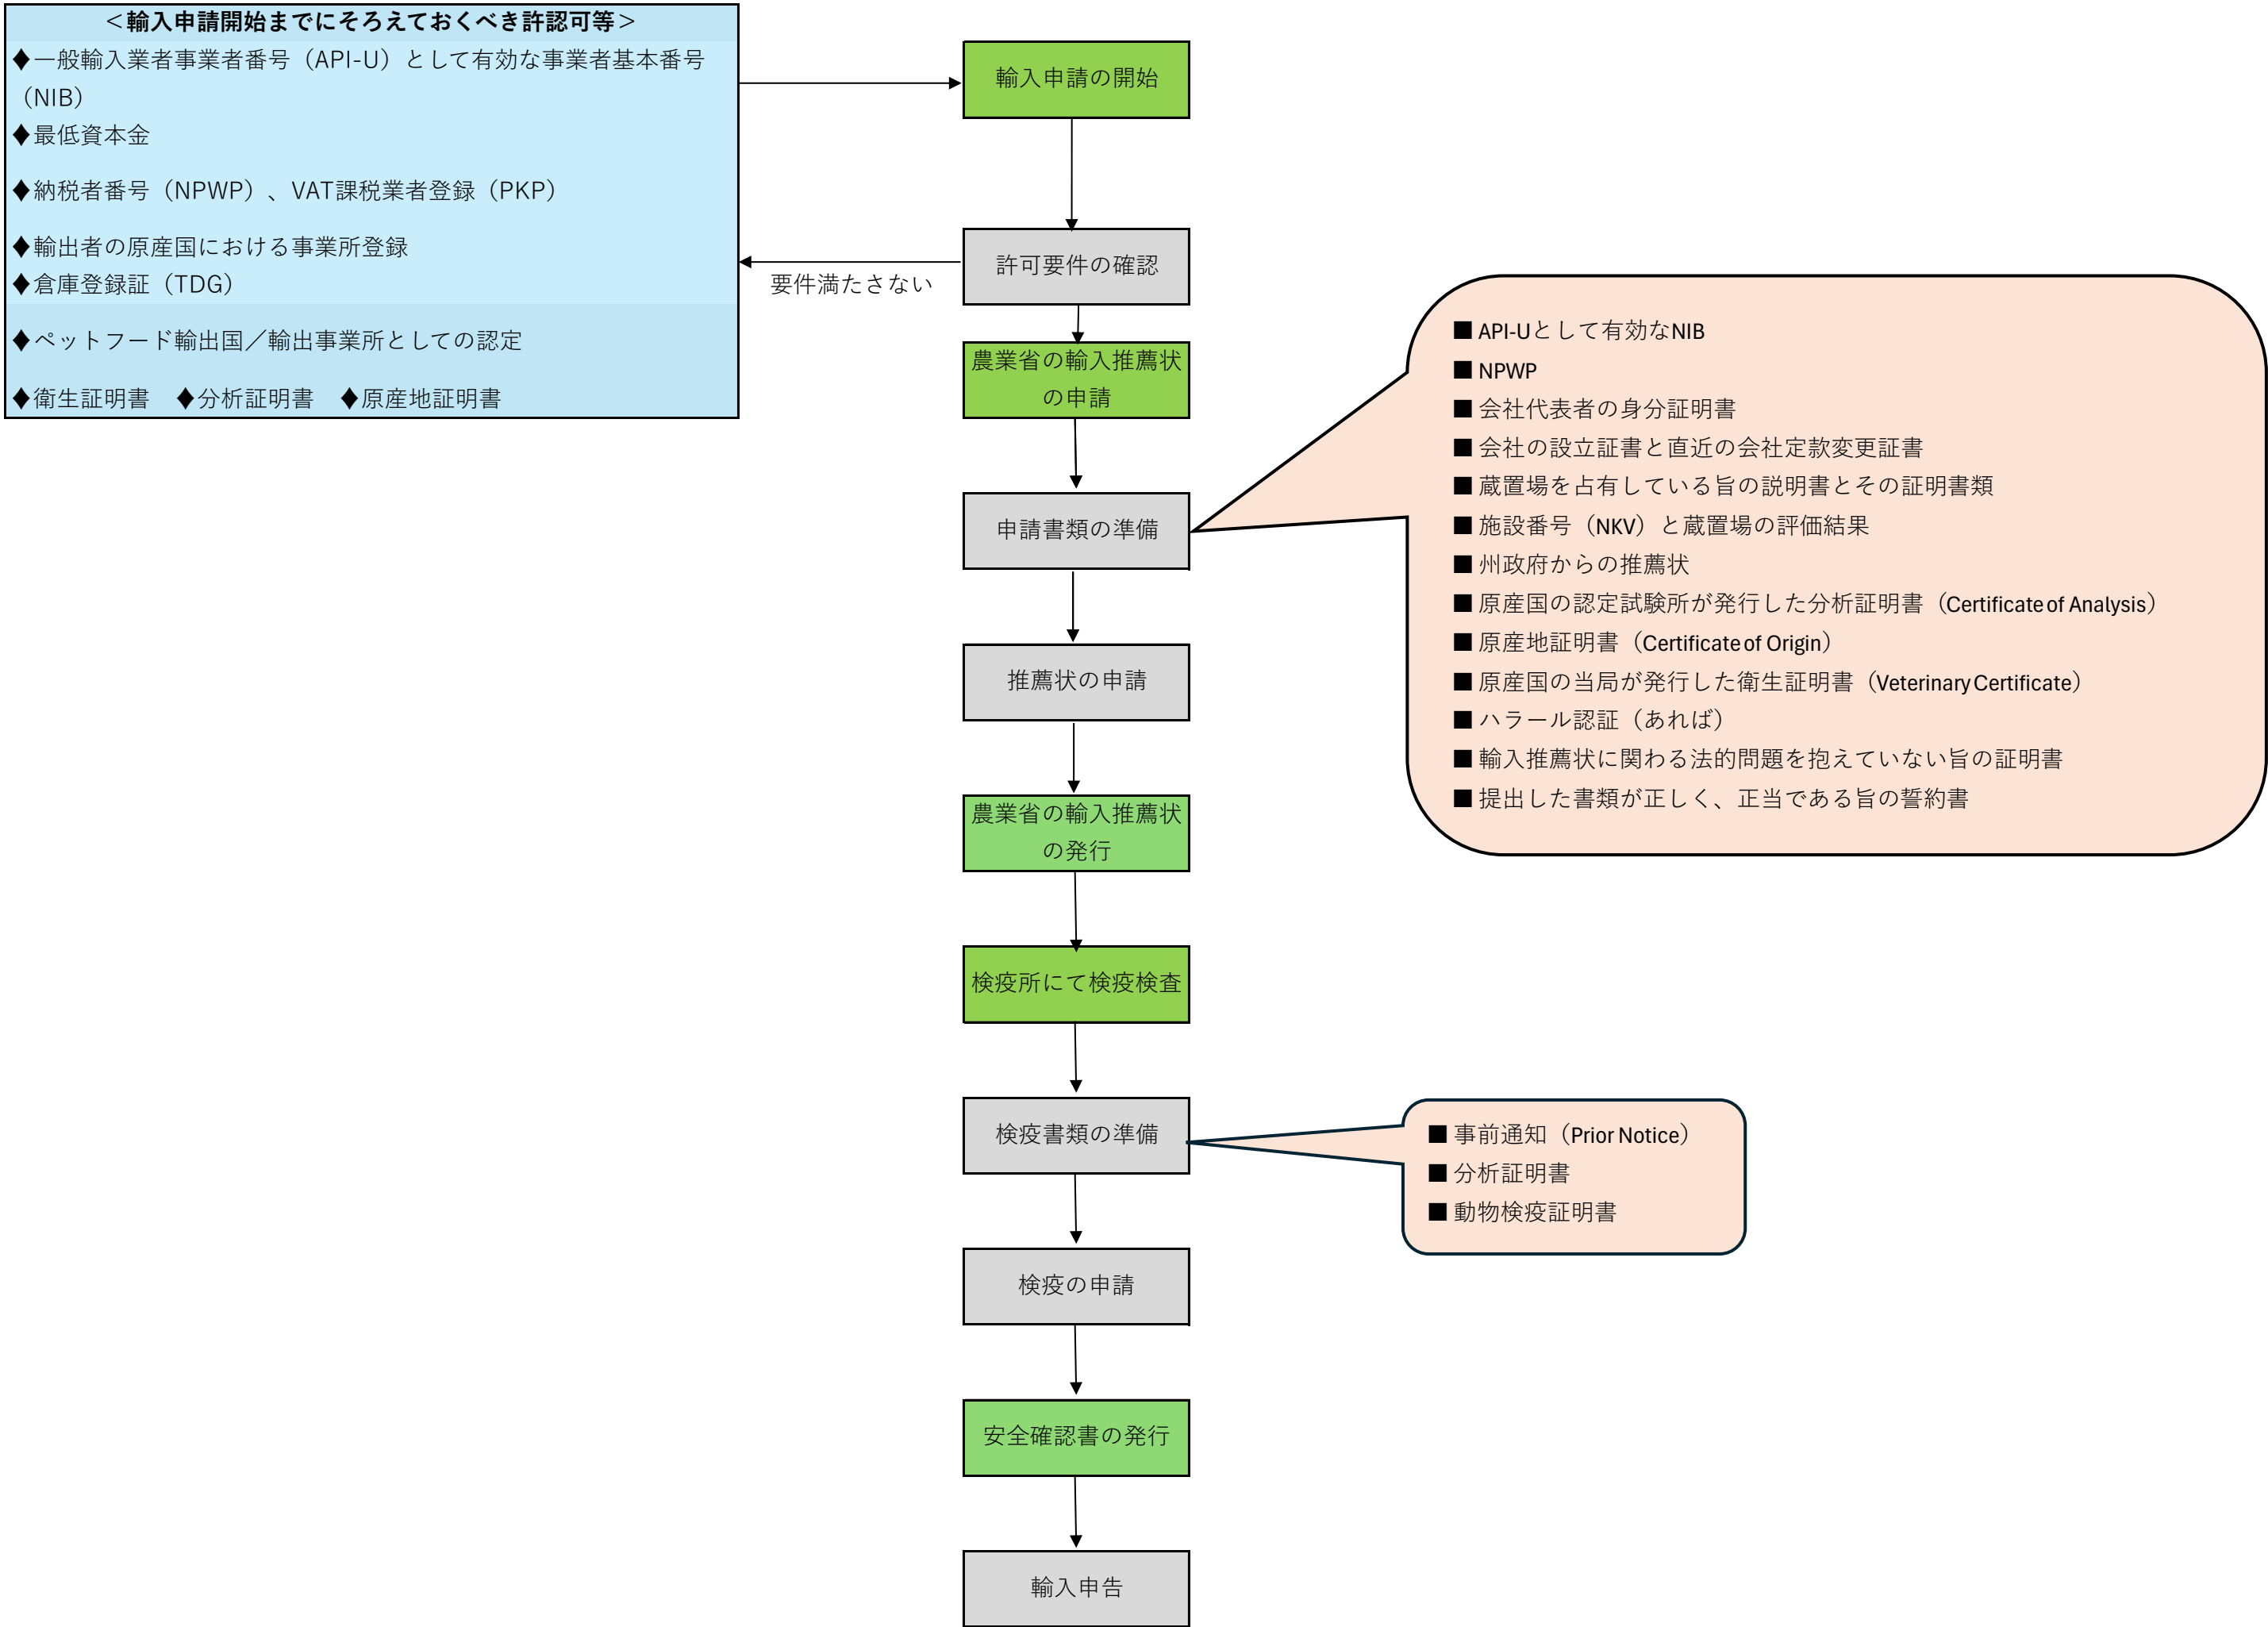 ＜輸入申請開始までにそろえておくべき許認可等＞
♦一般輸入業者事業者番号（API-U）として有効な事業者基本番号
（NIB）
♦最低資本金
♦納税者番号（NPWP）、VAT課税業者登録（PKP）
♦輸出者の原産国における事業所登録
♦倉庫登録証（TDG）
♦ペットフード輸出国／輸出事業所としての認定
♦衛生証明書　♦分析証明書　♦原産地証明書
輸入申請の開始
許可要件の確認
要件満たさない
農業省の輸入推薦状
の申請
申請書類の準備
■ API-Uとして有効なNIB
■ NPWP
■ 会社代表者の身分証明書
■ 会社の設立証書と直近の会社定款変更証書
■ 蔵置場を占有している旨の説明書とその証明書類
■ 施設番号（NKV）と蔵置場の評価結果
■ 州政府からの推薦状
■ 原産国の認定試験所が発行した分析証明書（Certificate of Analysis）
■ 原産地証明書（Certificate of Origin）
■ 原産国の当局が発行した衛生証明書（Veterinary Certificate）
■ ハラール認証（あれば）
■ 輸入推薦状に関わる法的問題を抱えていない旨の証明書
■ 提出した書類が正しく、正当である旨の誓約書
推薦状の申請
農業省の輸入推薦状
の発行
検疫所にて検疫検査
検疫書類の準備
■ 事前通知（Prior Notice）
■ 分析証明書
■ 動物検疫証明書
検疫の申請
安全確認書の発行
輸入申告